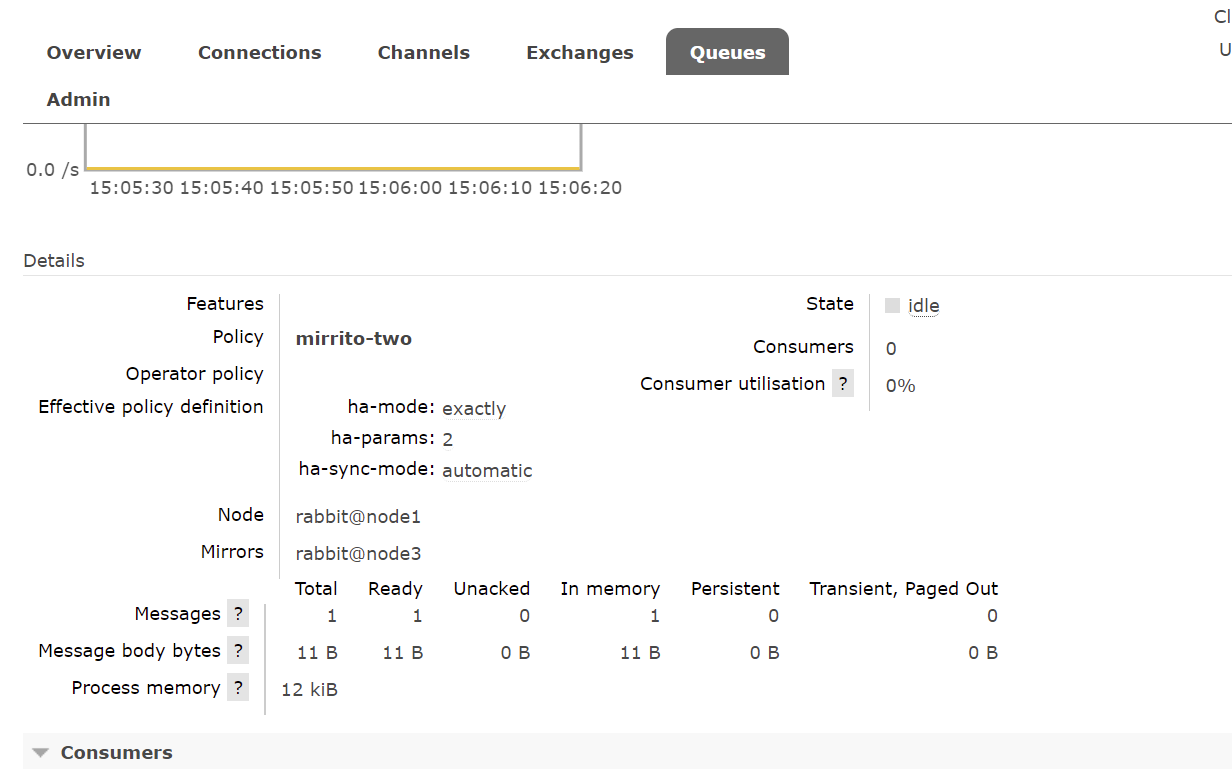 Cl
Overview Connections Channels Exchanges Queues
U
Admin
0.0 /s
15:05:30 15:05:40 15:05:50 15:06:00 15:06:10 15:06:20
Details
Features State idle
Policy mirrito-two
Consumers 0
Operator policy
Consumer utilisation ? 0%
Effective policy definition ha-mode: exactly
ha-params: 2
ha-sync-mode: automatic
Node rabbit@node1
Mirrors rabbit@node3
Total Ready Unacked In memory Persistent Transient, Paged Out
Messages ? 1 1 0 1 0 0
Message body bytes ? 11 B 11 B 0 B 11 B 0 B 0 B
Process memory ? 12 kiB
Consumers